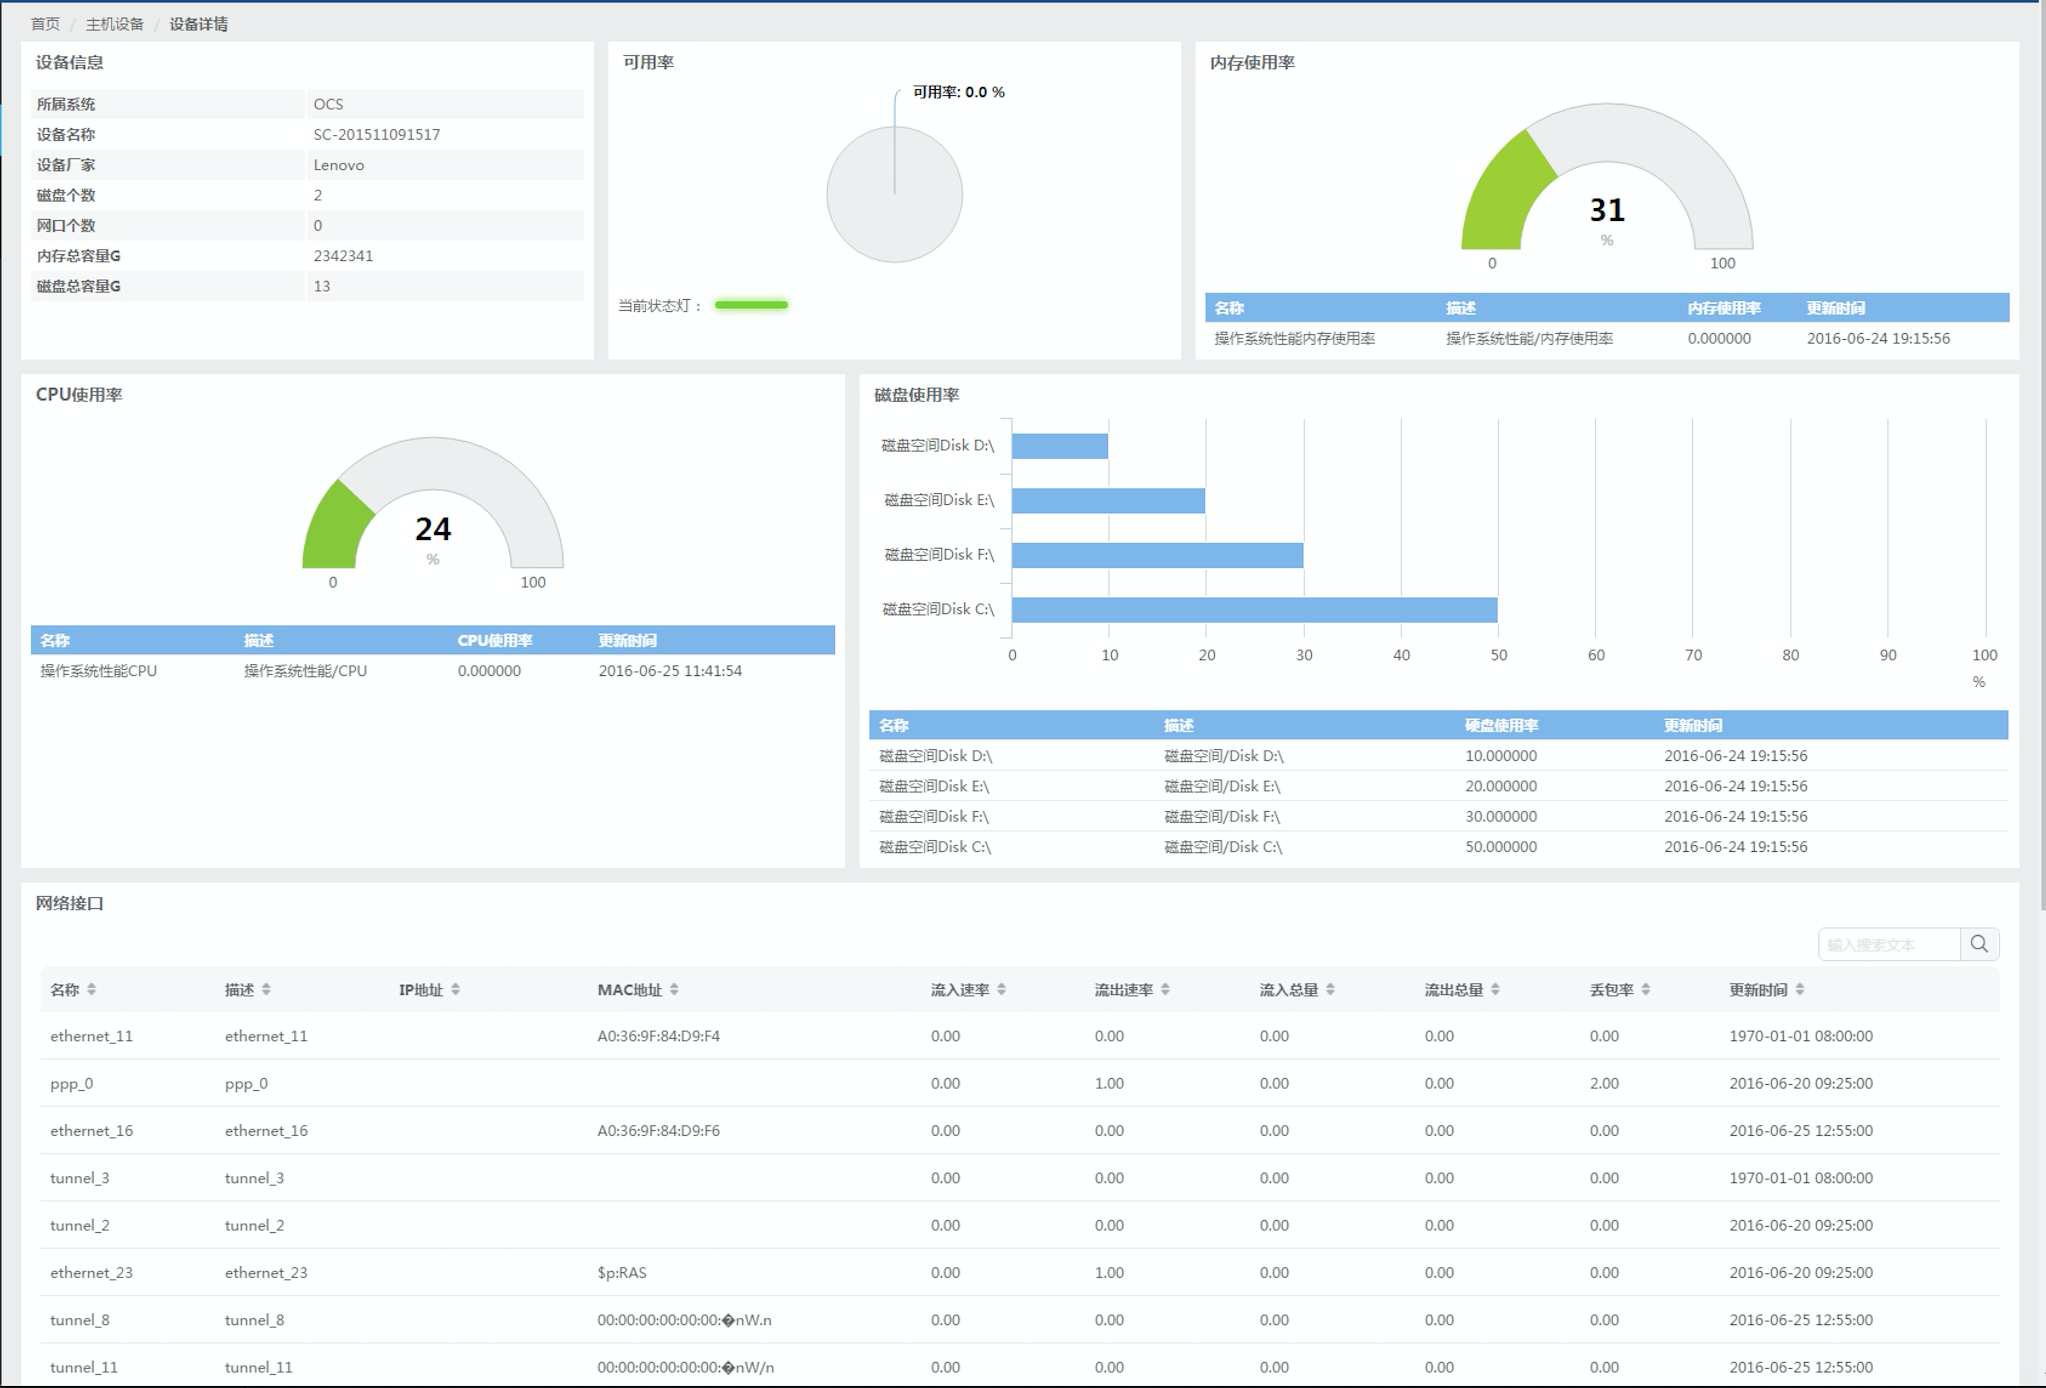 首页 / 主机设备 / 设备详情
设备信息
所属系统 OCS
设备名称 SC-201511091517
设备厂家 Lenovo
磁盘个数 2
网口个数 0
内存总容量G 2342341
磁盘总容量G 13
可用率
可用率: 0.0 %
当前状态灯：
内存使用率
31
%
0 100
名称 描述 内存使用率 更新时间
操作系统性能内存使用率 操作系统性能/内存使用率 0.000000 2016-06-24 19:15:56
CPU使用率
24
%
0 100
名称 描述 CPU使用率 更新时间
操作系统性能CPU 操作系统性能/CPU 0.000000 2016-06-25 11:41:54
磁盘使用率
磁盘空间Disk D:\
磁盘空间Disk E:\
磁盘空间Disk F:\
磁盘空间Disk C:\
0 10 20 30 40 50 60 70 80 90 100
%
名称 描述 硬盘使用率 更新时间
磁盘空间Disk D:\ 磁盘空间/Disk D:\ 10.000000 2016-06-24 19:15:56
磁盘空间Disk E:\ 磁盘空间/Disk E:\ 20.000000 2016-06-24 19:15:56
磁盘空间Disk F:\ 磁盘空间/Disk F:\ 30.000000 2016-06-24 19:15:56
磁盘空间Disk C:\ 磁盘空间/Disk C:\ 50.000000 2016-06-24 19:15:56
网络接口
输入搜索文本
名称 描述 IP地址 MAC地址 流入速率 流出速率 流入总量 流出总量 丢包率 更新时间
ethernet_11 ethernet_11 A0:36:9F:84:D9:F4 0.00 0.00 0.00 0.00 0.00 1970-01-01 08:00:00
ppp_0 ppp_0 0.00 1.00 0.00 0.00 2.00 2016-06-20 09:25:00
ethernet_16 ethernet_16 A0:36:9F:84:D9:F6 0.00 0.00 0.00 0.00 0.00 2016-06-25 12:55:00
tunnel_3 tunnel_3 0.00 0.00 0.00 0.00 0.00 1970-01-01 08:00:00
tunnel_2 tunnel_2 0.00 0.00 0.00 0.00 0.00 2016-06-20 09:25:00
ethernet_23 ethernet_23 $p:RAS 0.00 1.00 0.00 0.00 0.00 2016-06-20 09:25:00
tunnel_8 tunnel_8 00:00:00:00:00:00:�nW.n 0.00 0.00 0.00 0.00 0.00 2016-06-25 12:55:00
tunnel_11 tunnel_11 00:00:00:00:00:00:�nW/n 0.00 0.00 0.00 0.00 0.00 2016-06-25 12:55:00